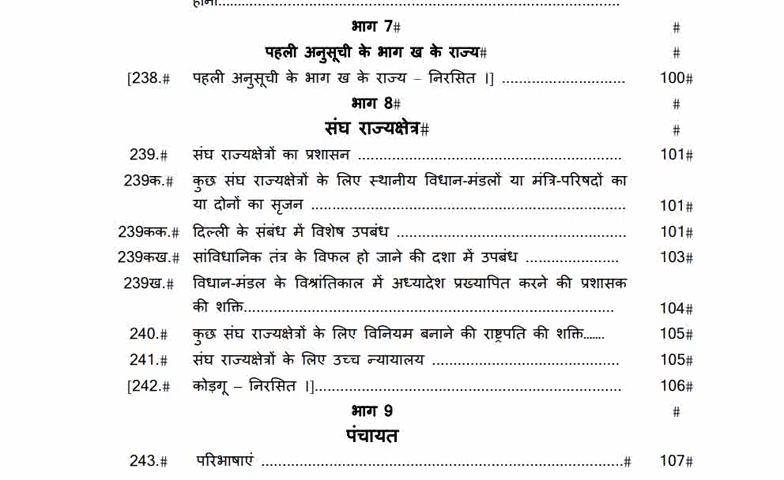 होना..................................................................................................
भाग 7# #
पहली अनुसूची के भाग ख के राज्य# #
[238.# पहली अनुसूची के भाग ख के राज्य – निरसित ।] ............................. 100#
भाग 8# #
संघ राज्यक्षेत्र# #
239.# संघ राज्यक्षेत्रों का प्रशासन ............................................................... 101#
239क.# कुछ संघ राज्यक्षेत्रों के लिए स्थानीय विधान-मंडलों या मंत्रि-परिषदों का
या दोनों का सृजन ........................................................................... 101#
239कक.# दिल्ली के संबंध में विशेष उपबंध ...................................................... 101#
239कख.# सांविधानिक तंत्र के विफल हो जाने की दशा में उपबंध ...................... 103#
239ख.# विधान-मंडल के विश्रांतिकाल में अध्यादेश प्रख्यापित करने की प्रशासक
की शक्ति........................................................................................ 104#
240.# कुछ संघ राज्यक्षेत्रों के लिए विनियम बनाने की राष्ट्रपति की शक्ति....... 105#
241.# संघ राज्यक्षेत्रों के लिए उच्च न्यायालय ............................................ 105#
[242.# कोड़गू – निरसित ।]......................................................................... 106#
भाग 9 #
पंचायत
243.# परिभाषाएं ......................................................................................# 107#